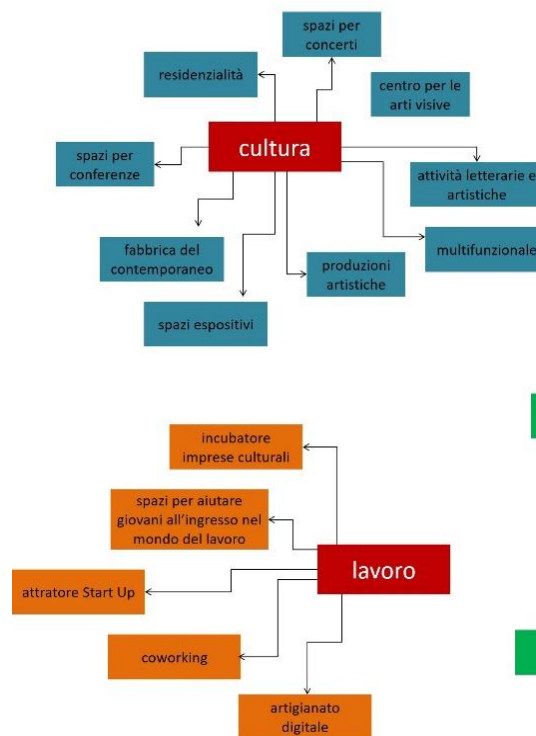 spazi per
concerti
residenzialità
centro per le
arti visive
cultura
spazi per
conferenze
attività letterarie e
artistiche
fabbrica del
contemporaneo
produzioni
artistiche
multifunzionale
spazi espositivi
incubatore
imprese culturali
spazi per aiutare
giovani all'ingresso nel
mondo del lavoro
lavoro
attratore Start Up
coworking
artigianato
digitale